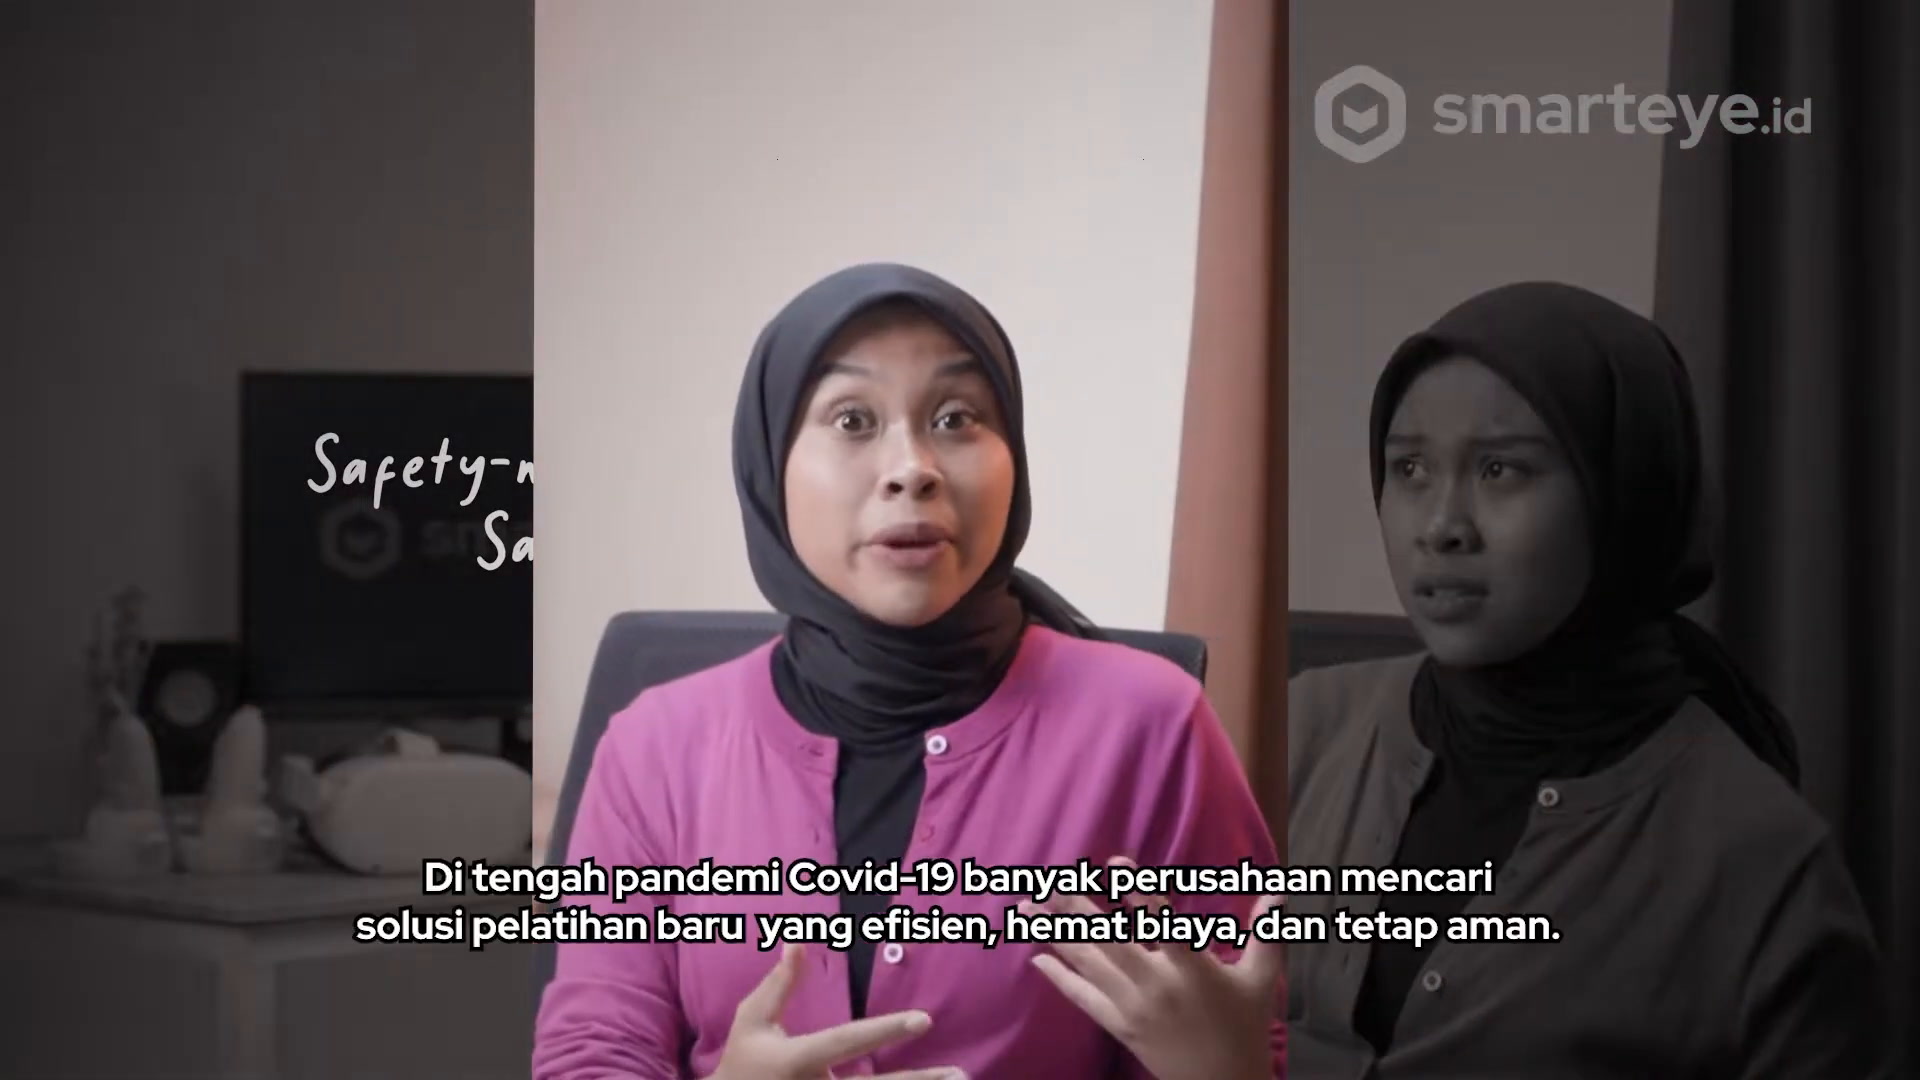 smarteye.id
Safety-
Sa
Di tengah pandemi Covid-19 banyak perusahaan mencari
solusi pelatihan baru yang efisien, hemat biaya, dan tetap aman.